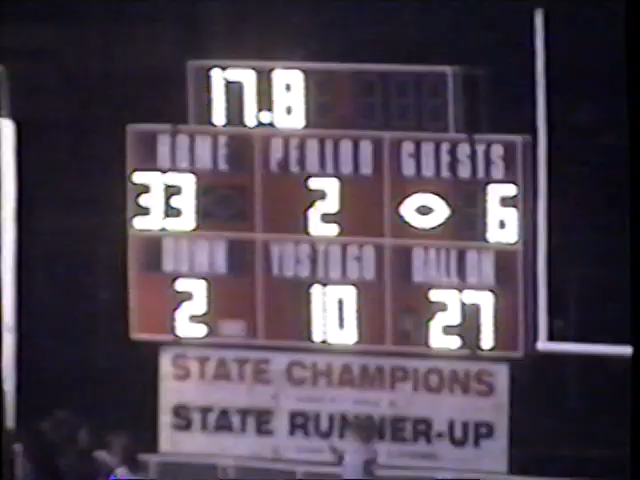 17.8
HOME PERIOD GUESTS
33 2 6
DOWN YDS TO GO BALL ON
2 10 27
STATE CHAMPIONS
STATE RUNNER-UP